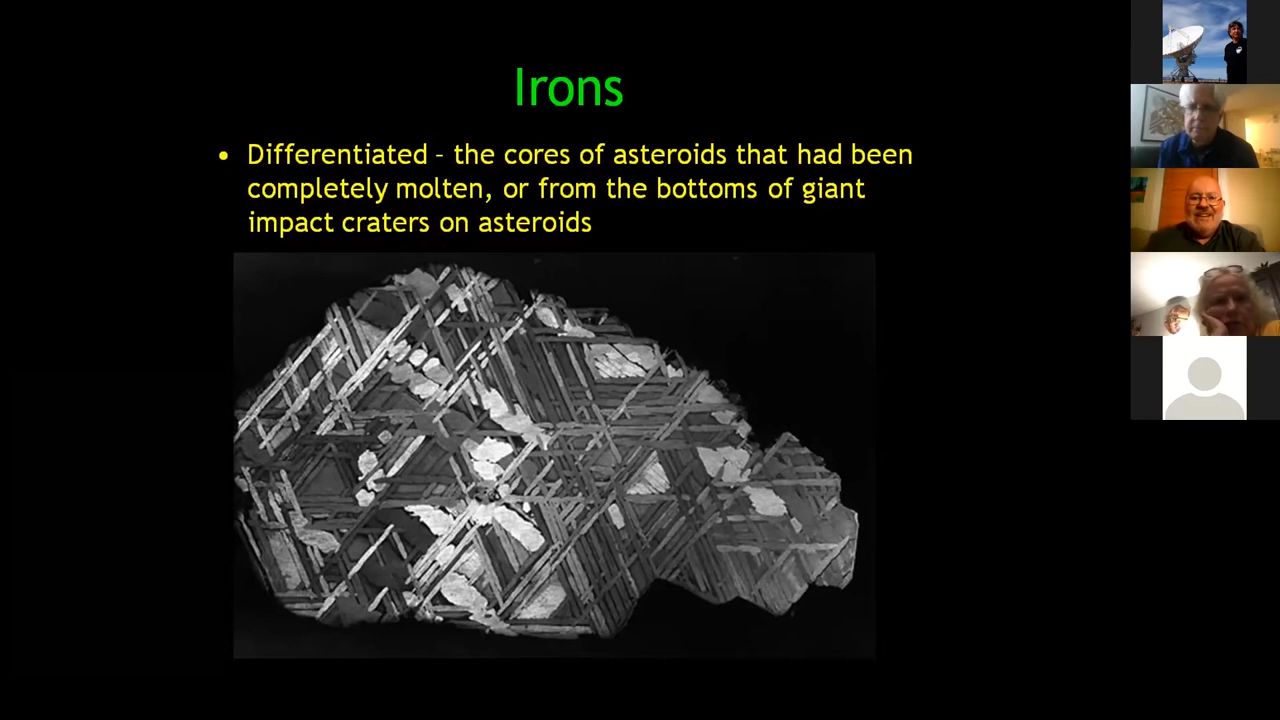 Irons
• Differentiated – the cores of asteroids that had been
completely molten, or from the bottoms of giant
impact craters on asteroids